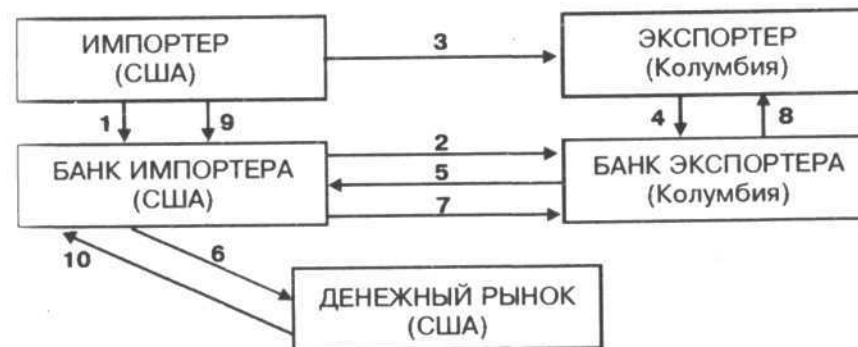 ИМПОРТЕР
(США)
3
ЭКСПОРТЕР
(Колумбия)
1
9
4
8
БАНК ИМПОРТЕРА
(США)
2
5
7
БАНК ЭКСПОРТЕРА
(Колумбия)
10
6
ДЕНЕЖНЫЙ РЫНОК
(США)